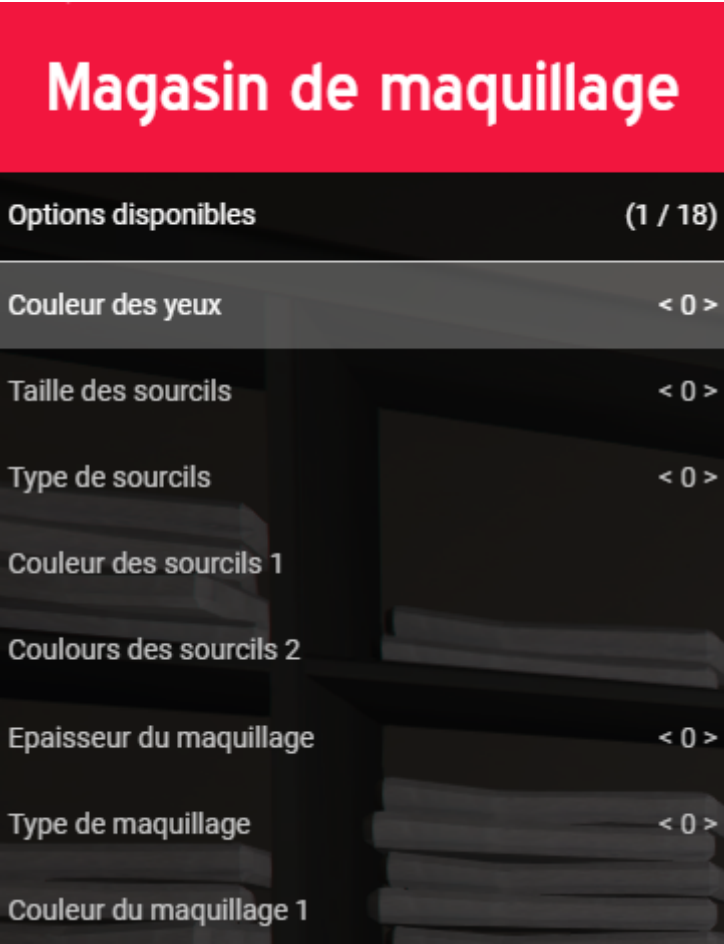 Magasin de maquillage
Options disponibles (1 / 18)
Couleur des yeux < 0 >
Taille des sourcils < 0 >
Type de sourcils < 0 >
Couleur des sourcils 1
Coulours des sourcils 2
Epaisseur du maquillage < 0 >
Type de maquillage < 0 >
Couleur du maquillage 1